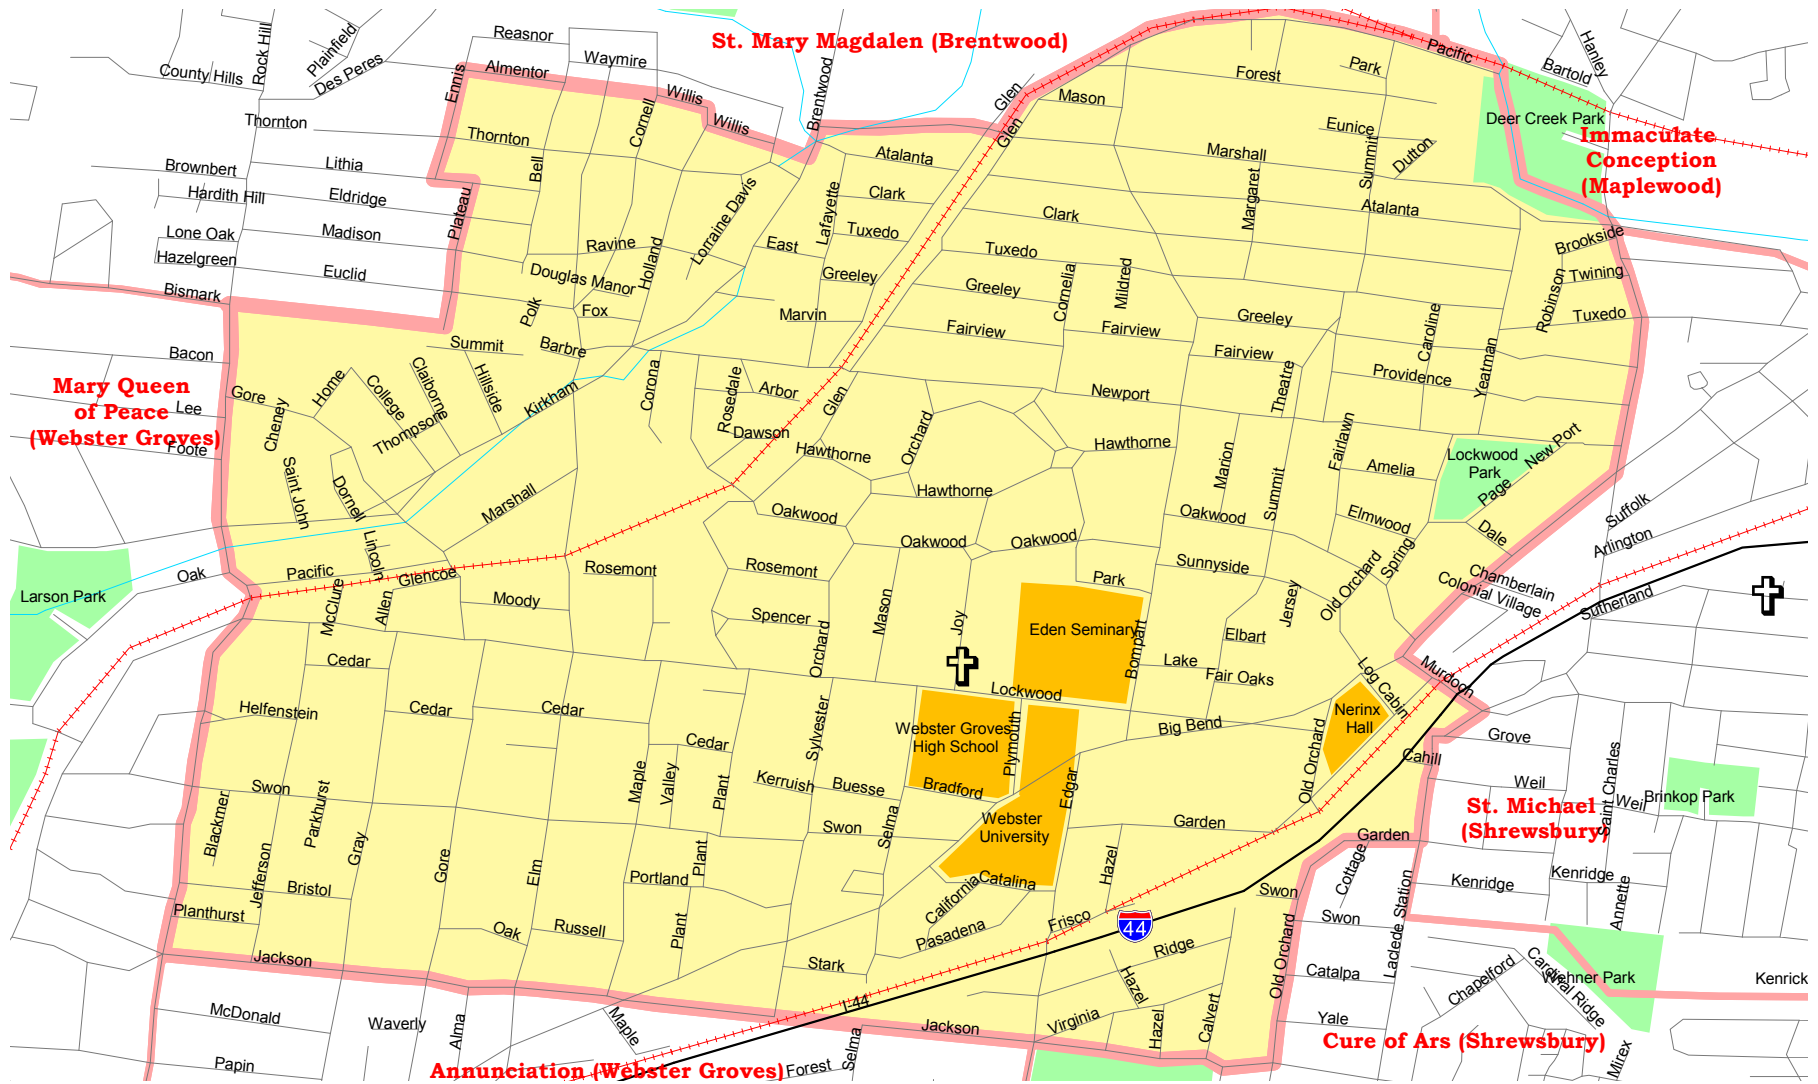 Reasnor
Rock Hill
Plainfield
Hanley
St. Mary Magdalen (Brentwood)
Pacific
Waymire
Des Peres
County Hills
Almentor
Ennis
Park
Bartold
Forest
Brentwood
Glen
Mason
Willis
Willis
Cornell
Thornton
Thornton
Glen
Deer Creek Park
Eunice
Immaculate
Conception
(Maplewood)
Brownbert
Lithia
Bell
Atalanta
Marshall
Summit
Dutton
Hardith Hill
Eldridge
Plateau
Lorraine Davis
Lafayette
Clark
Clark
Margaret
Atalanta
Lone Oak
Madison
Tuxedo
Brookside
Hazelgreen
Euclid
Ravine
Holland
East
Tuxedo
Twining
Bismark
Douglas Manor
Greeley
Greeley
Cornelia
Mildred
Robinson
Polk
Fox
Marvin
Fairview
Fairview
Greeley
Caroline
Tuxedo
Bacon
Summit
Barbre
Fairview
Yeatman
Mary Queen
of Peace
(Webster Groves)
Lee
Foote
Gore
Home
College
Claiborne
Hillside
Kirkham
Corona
Rosedale
Arbor
Glen
Newport
Theatre
Providence
Cheney
Thompson
Dawson
Hawthorne
Orchard
Hawthorne
Fairlawn
New Port
Saint John
Dornell
Marshall
Hawthorne
Marion
Summit
Amelia
Lockwood
Park
Page
Oakwood
Oakwood
Oakwood
Oakwood
Elmwood
Dale
Suffolk
Arlington
Lincoln
Pacific
Glencoe
Rosemont
Rosemont
Sunnyside
Spring
Old Orchard
Chamberlain
Colonial Village
Sutherland
Oak
Larson Park
McClure
Allen
Moody
Spencer
Mason
Joy
Park
Jersey
Eden Seminary
Bompart
Elbart
Orchard
Cedar
Lake
Fair Oaks
Log Cabin
Murdoch
Lockwood
Helfenstein
Cedar
Cedar
Cedar
Sylvester
Webster Groves
High School
Plymouth
Big Bend
Old Orchard
Nerinx
Hall
Cahill
Grove
Swon
Maple
Valley
Plant
Kerruish
Buesse
Bradford
Edgar
Weil
Weil
Saint Charles
Brinkop Park
St. Michael
(Shrewsbury)
Blackmer
Parkhurst
Gray
Swon
Selma
Webster
University
Garden
Garden
Jefferson
Gore
Elm
Plant
Portland
Bristol
Catalina
California
Hazel
Swon
Cottage
Kenridge
Kenridge
Annette
Planthurst
Oak
Russell
Plant
Pasadena
Frisco
44
Swon
Laclede Station
Jackson
Stark
Ridge
Old Orchard
Catalpa
Chapelford
Cardinal Ridge
Wehner Park
Kenrick
I-44
Hazel
McDonald
Waverly
Alma
Maple
Selma
Jackson
Virginia
Hazel
Calvert
Yale
Cure of Ars (Shrewsbury)
Mirex
Papin
Annunciation (Webster Groves)
Forest